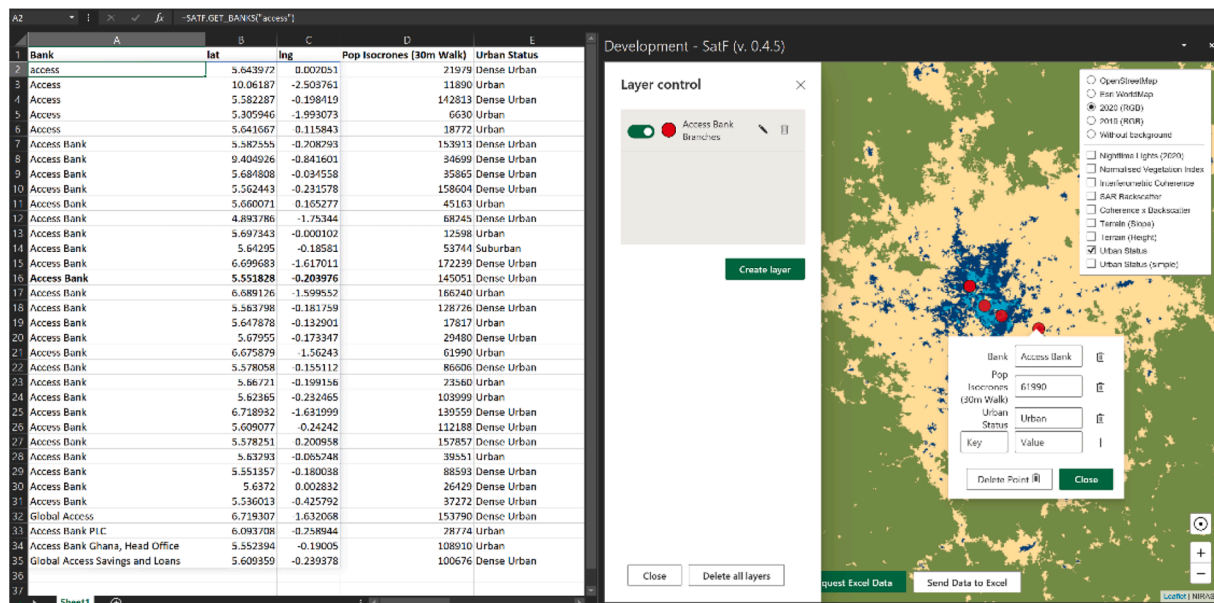 A2 fx =SATF.GET_BANKS("access")
A B C D E
1 Bank lat lng Pop Isocrones (30m Walk) Urban Status
2 access 5.643972 0.002051 21979 Dense Urban
3 Access 10.06187 -2.503761 11890 Urban
4 Access 5.582287 -0.198419 142813 Dense Urban
5 Access 5.305946 -1.993073 6630 Urban
6 Access 5.641667 -0.115843 18772 Urban
7 Access Bank 5.582555 -0.208293 153913 Dense Urban
8 Access Bank 9.404926 -0.841601 34699 Dense Urban
9 Access Bank 5.684808 -0.034558 35865 Dense Urban
10 Access Bank 5.562443 -0.231578 158604 Dense Urban
11 Access Bank 5.660071 0.165277 45163 Urban
12 Access Bank 4.893786 -1.75344 68245 Dense Urban
13 Access Bank 5.697343 -0.000102 12598 Urban
14 Access Bank 5.64295 -0.18581 53744 Suburban
15 Access Bank 6.699683 -1.617011 172239 Dense Urban
16 Access Bank 5.551828 -0.203976 145051 Dense Urban
17 Access Bank 6.689126 -1.599552 166240 Urban
18 Access Bank 5.563798 -0.181759 128726 Dense Urban
19 Access Bank 5.647878 -0.132901 17817 Urban
20 Access Bank 5.67955 -0.173347 29480 Dense Urban
21 Access Bank 6.675879 -1.56243 61990 Urban
22 Access Bank 5.578058 -0.155112 86606 Dense Urban
23 Access Bank 5.66721 -0.199156 23560 Urban
24 Access Bank 5.62365 -0.232465 103999 Urban
25 Access Bank 6.718932 -1.631999 139559 Dense Urban
26 Access Bank 5.609077 -0.24242 112188 Dense Urban
27 Access Bank 5.578251 0.200958 157857 Dense Urban
28 Access Bank 5.63293 -0.065248 39551 Urban
29 Access Bank 5.551357 -0.180038 88593 Dense Urban
30 Access Bank 5.6372 0.002832 26429 Dense Urban
31 Access Bank 5.536013 -0.425792 37272 Dense Urban
32 Global Access 6.719307 1.632068 153790 Dense Urban
33 Access Bank PLC 6.093708 -0.258944 28774 Urban
34 Access Bank Ghana, Head Office 5.552394 -0.19005 108910 Urban
35 Global Access Savings and Loans 5.609359 -0.239378 100676 Dense Urban
36
37
Sheet1
Development - SatF (v. 0.4.5)
Layer control
Access Bank
Branches
Create layer
Close Delete all layers
OpenStreetMap
Esri WorldMap
2020 (RGB)
2010 (RGB)
Without background
Nighttime Lights (2020)
Normalised Vegetation Index
Interferometric Coherence
SAR Backscatter
Coherence x Backscatter
Terrain (Slope)
Terrain (Height)
Urban Status
Urban Status (simple)
Bank Access Bank
Pop
Isocrones
(30m Walk)
61990
Urban
Status
Urban
Key Value
Delete Point Close
+
−
quest Excel Data Send Data to Excel
Leaflet | NIRAS